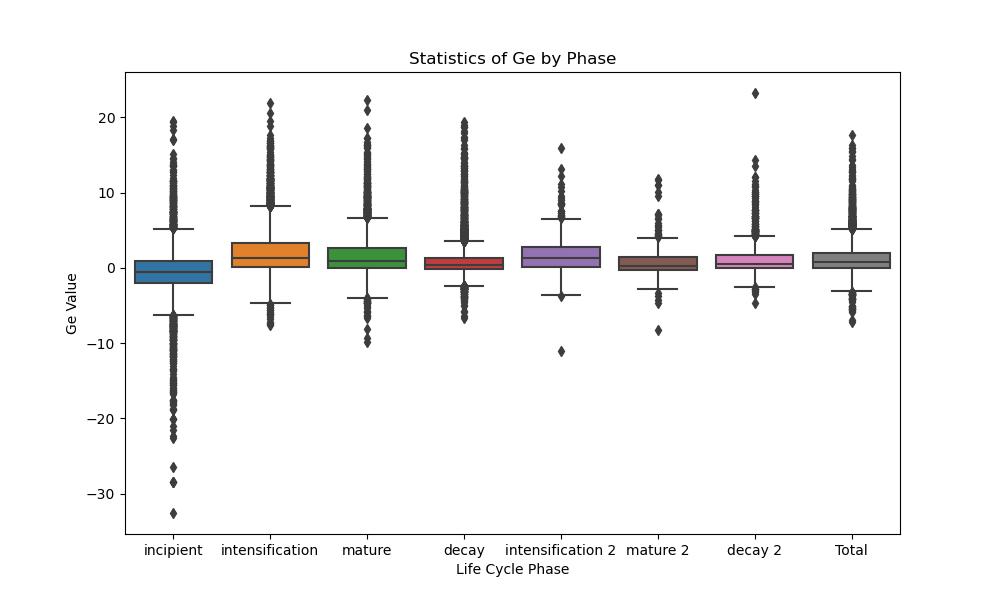 Statistics of Ge by Phase
Ge Value
20
10
0
−10
−20
−30
incipient intensification mature decay intensification 2 mature 2 decay 2 Total
Life Cycle Phase